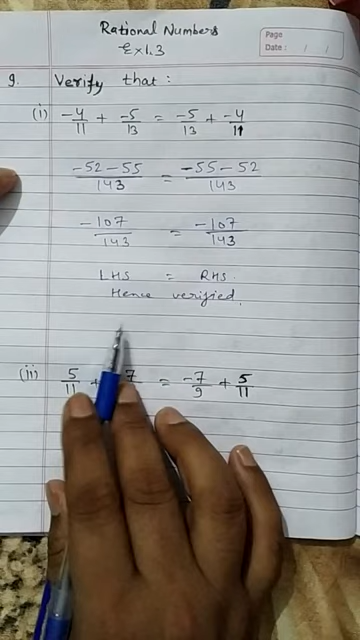 Rational Numbers
Ex 1.3
Page
Date : / /
9. Verify that :
(i) -4/11 + -5/13 = -5/13 + -4/11
-52-55/143 = -55-52/143
-107/143 = -107/143
LHS = RHS.
Hence verified.
(ii) 5/11 + 7 = -7/9 + 5/11